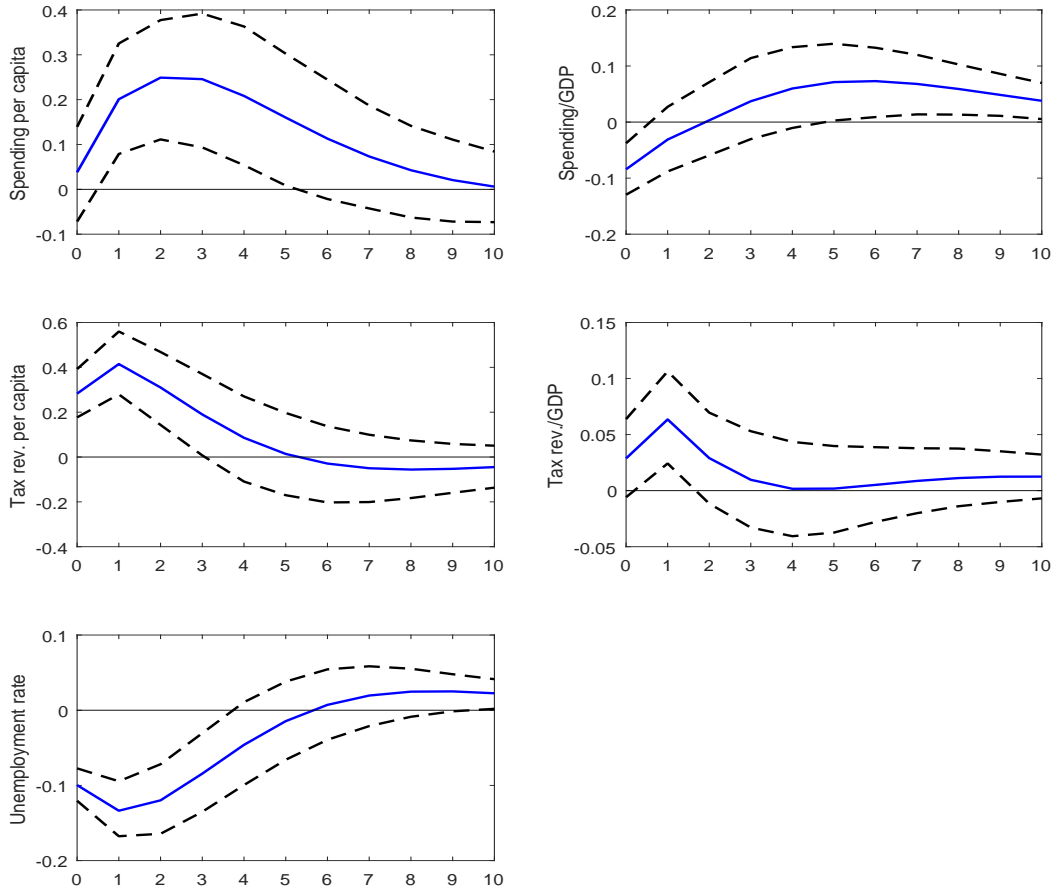 Spending per capita
0.4
0.3
0.2
0.1
0
-0.1
0 1 2 3 4 5 6 7 8 9 10
Spending/GDP
0.2
0.1
0
-0.1
-0.2
0 1 2 3 4 5 6 7 8 9 10
Tax rev. per capita
0.6
0.4
0.2
0
-0.2
-0.4
0 1 2 3 4 5 6 7 8 9 10
Tax rev./GDP
0.15
0.1
0.05
0
-0.05
0 1 2 3 4 5 6 7 8 9 10
Unemployment rate
0.1
0
-0.1
-0.2
0 1 2 3 4 5 6 7 8 9 10